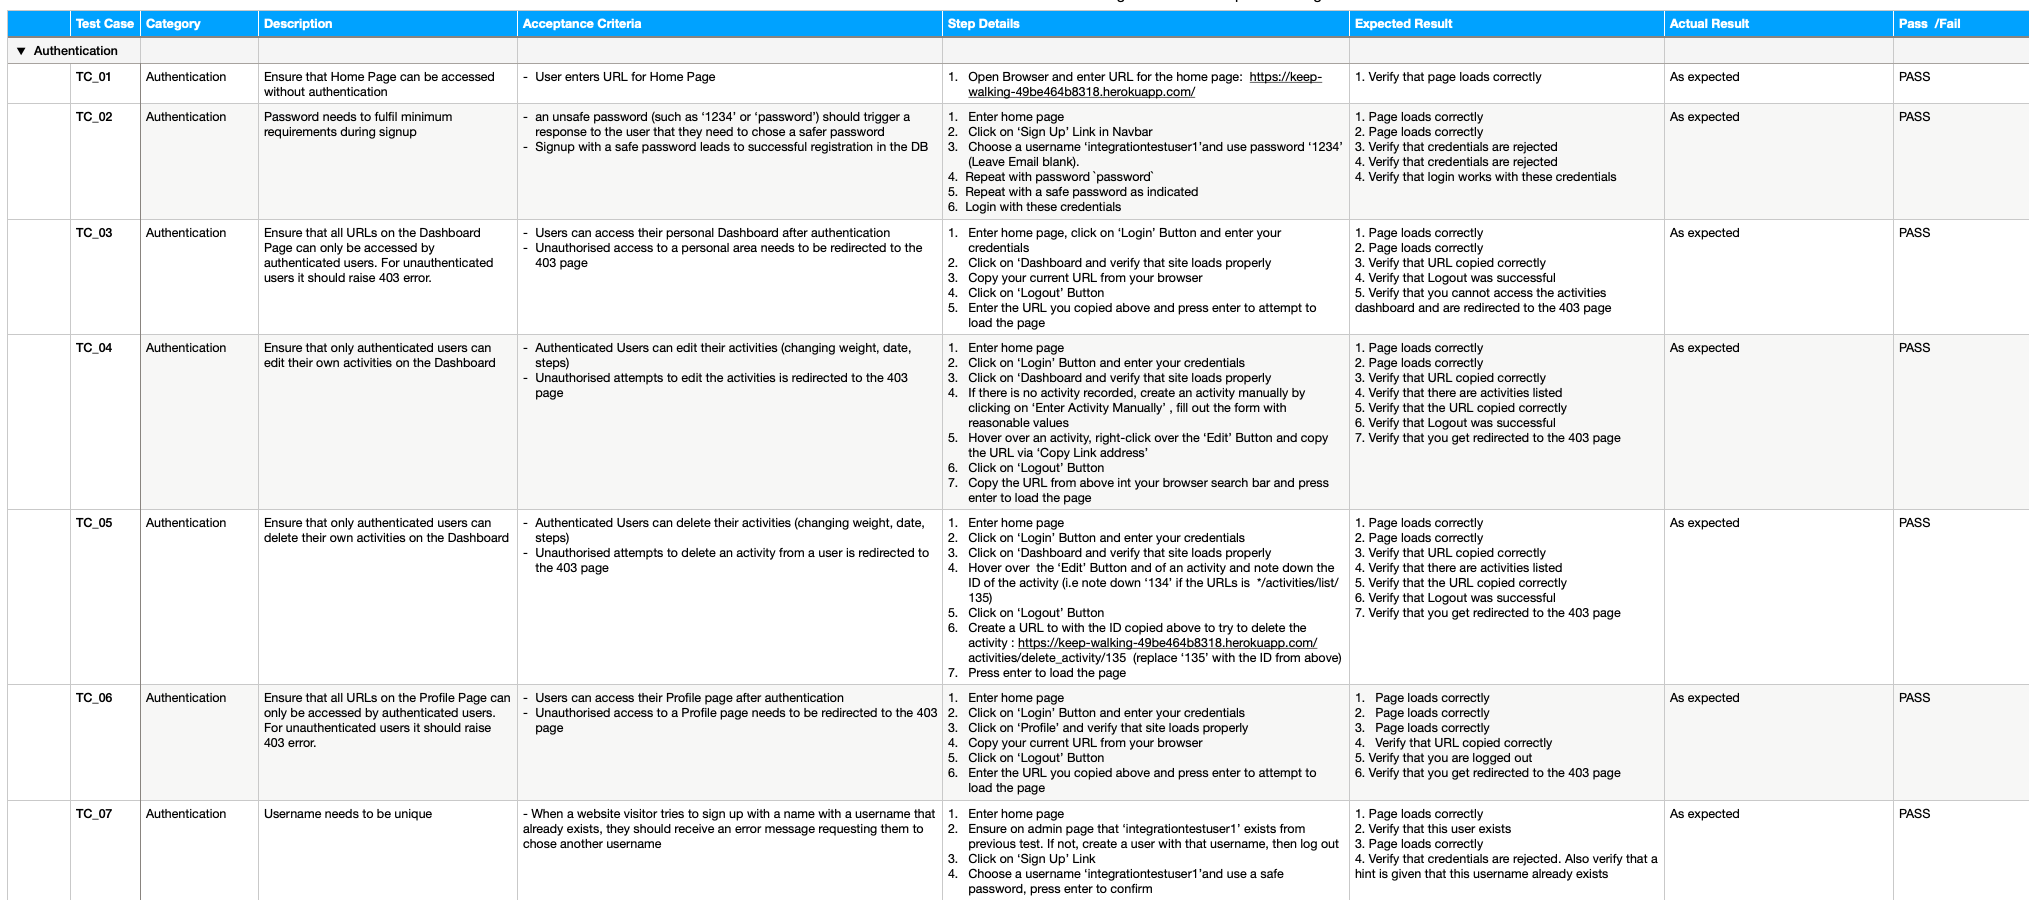 Test Case Category Description Acceptance Criteria Step Details Expected Result Actual Result Pass /Fail
▼ Authentication
TC_01
Authentication
Ensure that Home Page can be accessed
without authentication
- User enters URL for Home Page
1. Open Browser and enter URL for the home page: https://keep-
walking-49be464b8318.herokuapp.com/
1. Verify that page loads correctly
As expected
PASS
TC_02
Authentication
Password needs to fulfil minimum
requirements during signup
- an unsafe password (such as ‘1234’ or ‘password’) should trigger a
response to the user that they need to chose a safer password
- Signup with a safe password leads to successful registration in the DB
1. Enter home page
2. Click on ‘Sign Up’ Link in Navbar
3. Choose a username ‘integrationtestuser1’and use password ‘1234’
(Leave Email blank).
4. Repeat with password `password`
5. Repeat with a safe password as indicated
6. Login with these credentials
1. Page loads correctly
2. Page loads correctly
3. Verify that credentials are rejected
4. Verify that credentials are rejected
4. Verify that login works with these credentials
As expected
PASS
TC_03
Authentication
Ensure that all URLs on the Dashboard
Page can only be accessed by
authenticated users. For unauthenticated
users it should raise 403 error.
- Users can access their personal Dashboard after authentication
- Unauthorised access to a personal area needs to be redirected to the
403 page
1. Enter home page, click on ‘Login’ Button and enter your
credentials
2. Click on ‘Dashboard and verify that site loads properly
3. Copy your current URL from your browser
4. Click on ‘Logout’ Button
5. Enter the URL you copied above and press enter to attempt to
load the page
1. Page loads correctly
2. Page loads correctly
3. Verify that URL copied correctly
4. Verify that Logout was successful
5. Verify that you cannot access the activities
dashboard and are redirected to the 403 page
As expected
PASS
TC_04
Authentication
Ensure that only authenticated users can
edit their own activities on the Dashboard
- Authenticated Users can edit their activities (changing weight, date,
steps)
- Unauthorised attempts to edit the activities is redirected to the 403
page
1. Enter home page
2. Click on ‘Login’ Button and enter your credentials
3. Click on ‘Dashboard and verify that site loads properly
4. If there is no activity recorded, create an activity manually by
clicking on ‘Enter Activity Manually’ , fill out the form with
reasonable values
5. Hover over an activity, right-click over the ‘Edit’ Button and copy
the URL via ‘Copy Link address’
6. Click on ‘Logout’ Button
7. Copy the URL from above int your browser search bar and press
enter to load the page
1. Page loads correctly
2. Page loads correctly
3. Verify that URL copied correctly
4. Verify that there are activities listed
5. Verify that the URL copied correctly
6. Verify that Logout was successful
7. Verify that you get redirected to the 403 page
As expected
PASS
TC_05
Authentication
Ensure that only authenticated users can
delete their own activities on the Dashboard
- Authenticated Users can delete their activities (changing weight, date,
steps)
- Unauthorised attempts to delete an activity from a user is redirected to
the 403 page
1. Enter home page
2. Click on ‘Login’ Button and enter your credentials
3. Click on ‘Dashboard and verify that site loads properly
4. Hover over the ‘Edit’ Button and of an activity and note down the
ID of the activity (i.e note down ‘134’ if the URLs is */activities/list/
135)
5. Click on ‘Logout’ Button
6. Create a URL to with the ID copied above to try to delete the
activity : https://keep-walking-49be464b8318.herokuapp.com/
activities/delete_activity/135 (replace ‘135’ with the ID from above)
7. Press enter to load the page
1. Page loads correctly
2. Page loads correctly
3. Verify that URL copied correctly
4. Verify that there are activities listed
5. Verify that the URL copied correctly
6. Verify that Logout was successful
7. Verify that you get redirected to the 403 page
As expected
PASS
TC_06
Authentication
Ensure that all URLs on the Profile Page can
only be accessed by authenticated users.
For unauthenticated users it should raise
403 error.
- Users can access their Profile page after authentication
- Unauthorised access to a Profile page needs to be redirected to the 403
page
1. Enter home page
2. Click on ‘Login’ Button and enter your credentials
3. Click on ‘Profile’ and verify that site loads properly
4. Copy your current URL from your browser
5. Click on ‘Logout’ Button
6. Enter the URL you copied above and press enter to attempt to
load the page
1. Page loads correctly
2. Page loads correctly
3. Page loads correctly
4. Verify that URL copied correctly
5. Verify that you are logged out
6. Verify that you get redirected to the 403 page
As expected
PASS
TC_07
Authentication
Username needs to be unique
- When a website visitor tries to sign up with a name with a username that
already exists, they should receive an error message requesting them to
chose another username
1. Enter home page
2. Ensure on admin page that ‘integrationtestuser1’ exists from
previous test. If not, create a user with that username, then log out
3. Click on ‘Sign Up’ Link
4. Choose a username ‘integrationtestuser1’and use a safe
password, press enter to confirm
1. Page loads correctly
2. Verify that this user exists
3. Page loads correctly
4. Verify that credentials are rejected. Also verify that a
hint is given that this username already exists
As expected
PASS